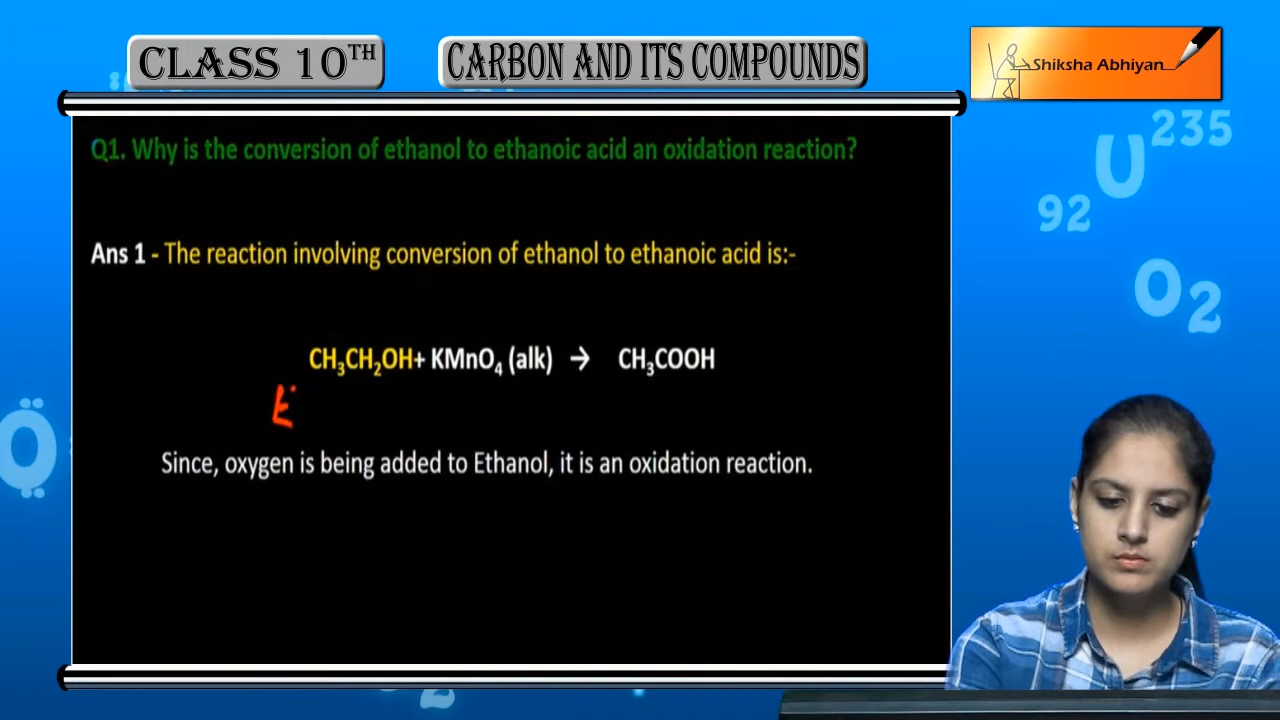 CLASS 10TH
CARBON AND ITS COMPOUNDS
Shiksha Abhiyan
Q1. Why is the conversion of ethanol to ethanoic acid an oxidation reaction?
Ans 1 - The reaction involving conversion of ethanol to ethanoic acid is:-
CH₃CH₂OH+ KMnO₄ (alk) → CH₃COOH
E
Since, oxygen is being added to Ethanol, it is an oxidation reaction.
U 235
92
O₂
Ö
₂